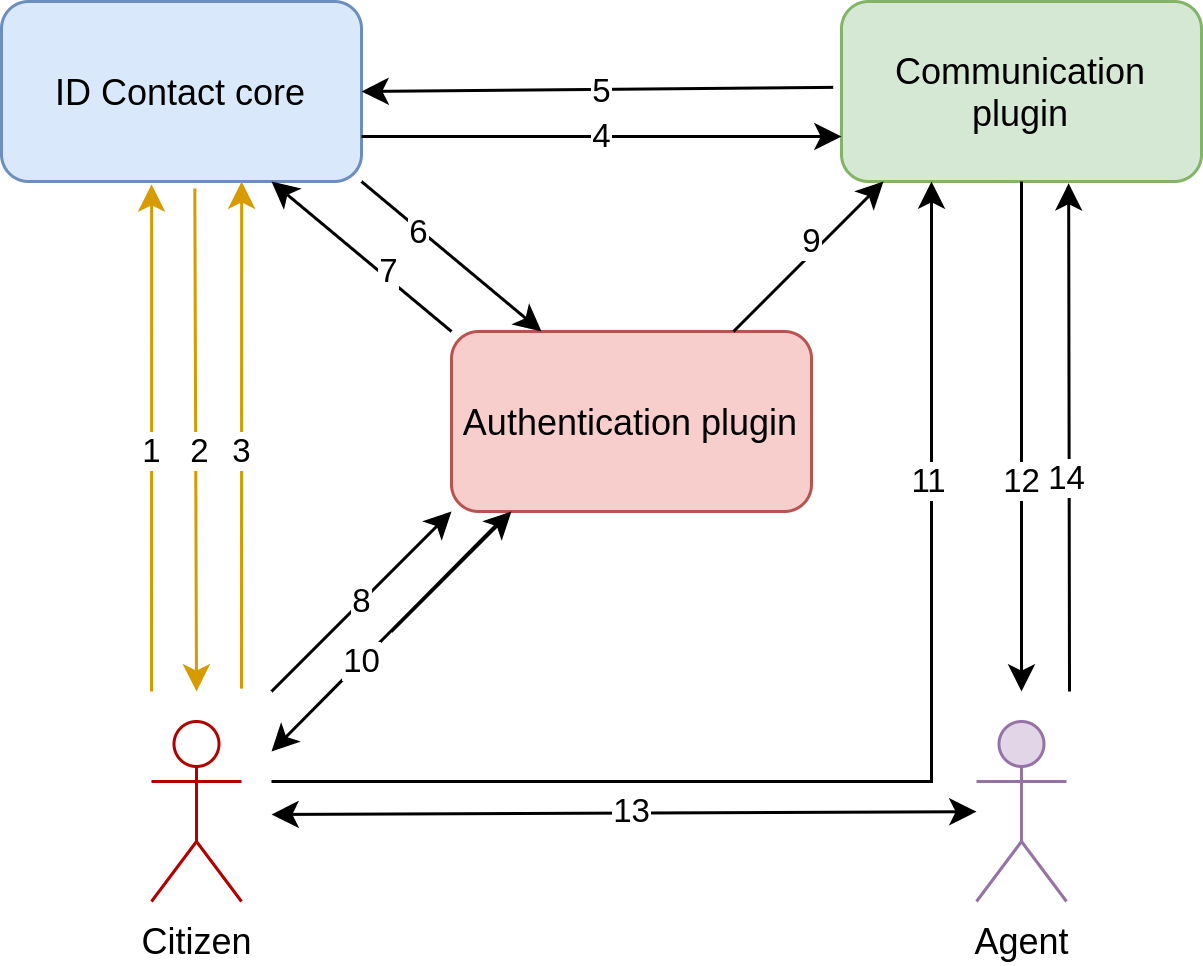 ID Contact core
Communication
plugin
5
4
6
7
9
Authentication plugin
1
2
3
11
12
14
8
10
13
Citizen
Agent